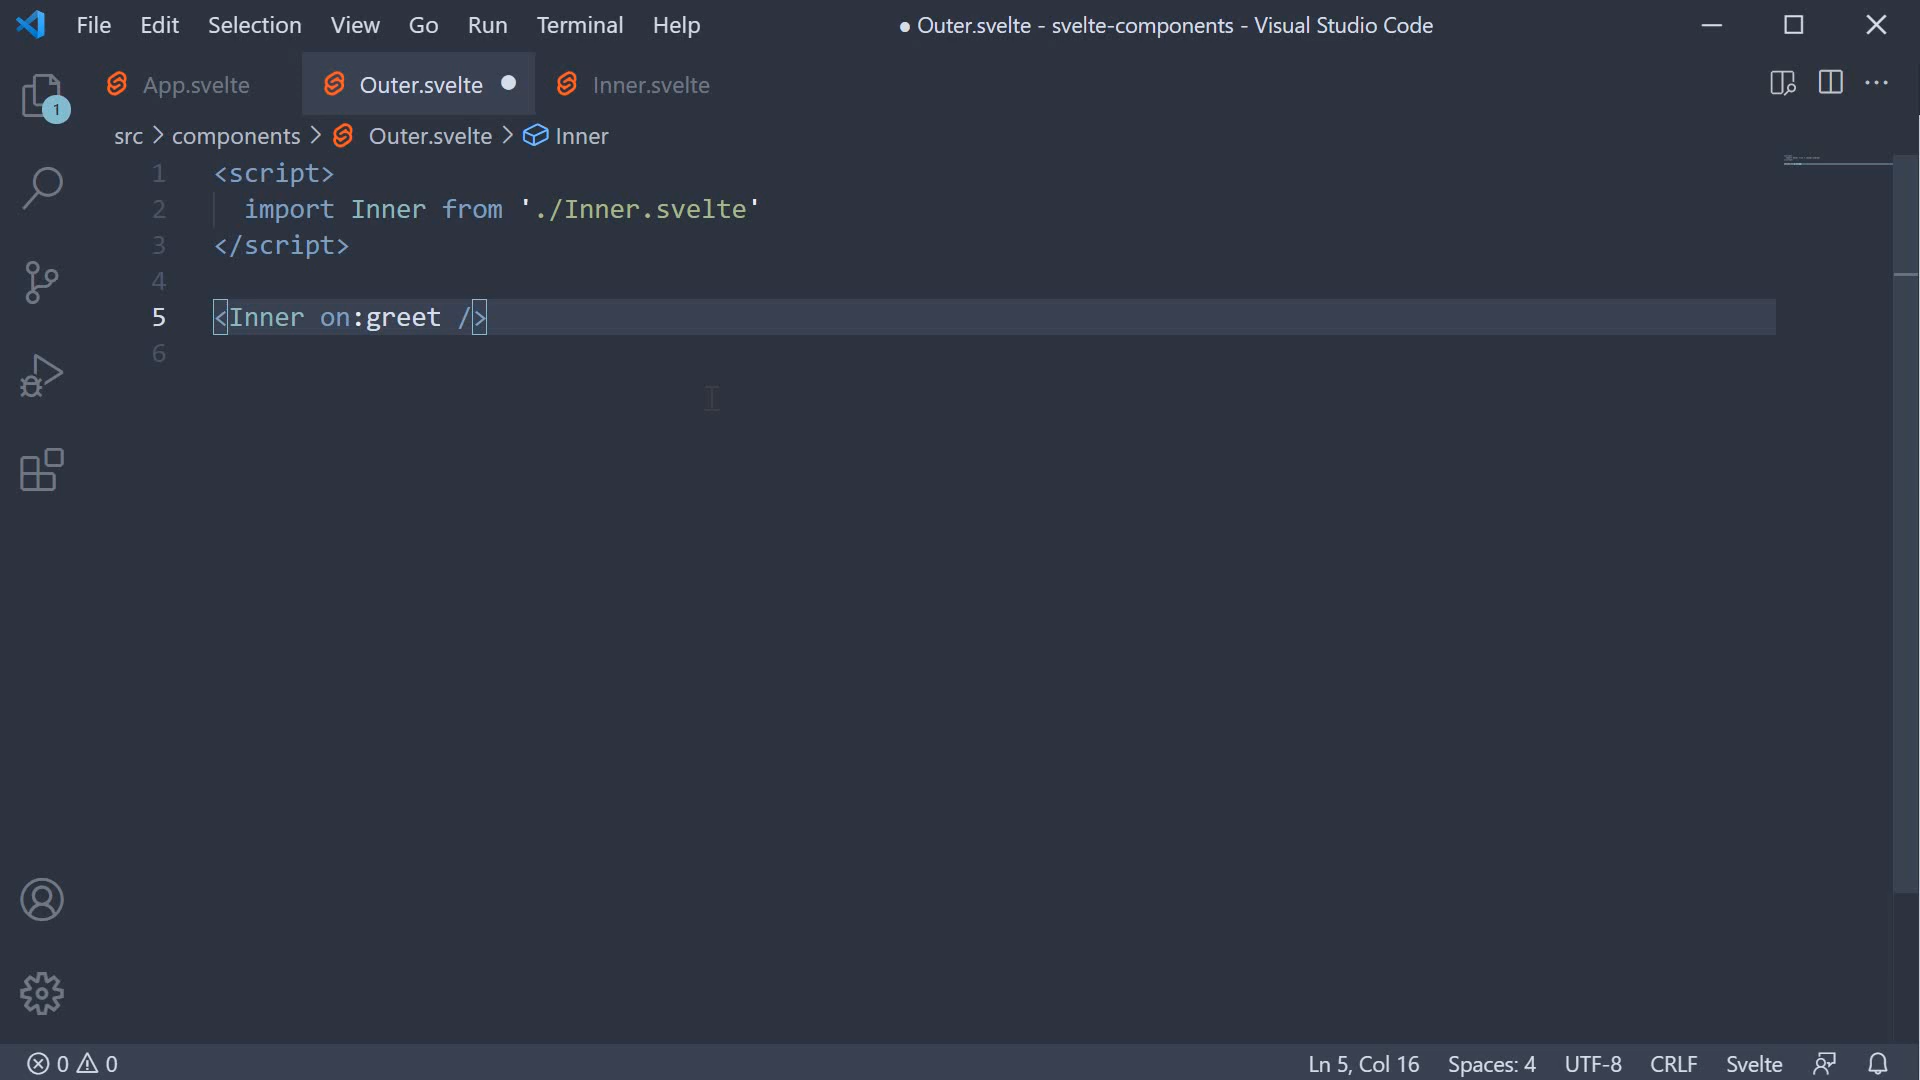 File Edit Selection View Go Run Terminal Help ● Outer.svelte - svelte-components - Visual Studio Code
App.svelte Outer.svelte Inner.svelte
1
src > components > Outer.svelte > Inner
1 <script>
2 import Inner from './Inner.svelte'
3 </script>
4
5 <Inner on:greet />
6
0 0 Ln 5, Col 16 Spaces: 4 UTF-8 CRLF Svelte